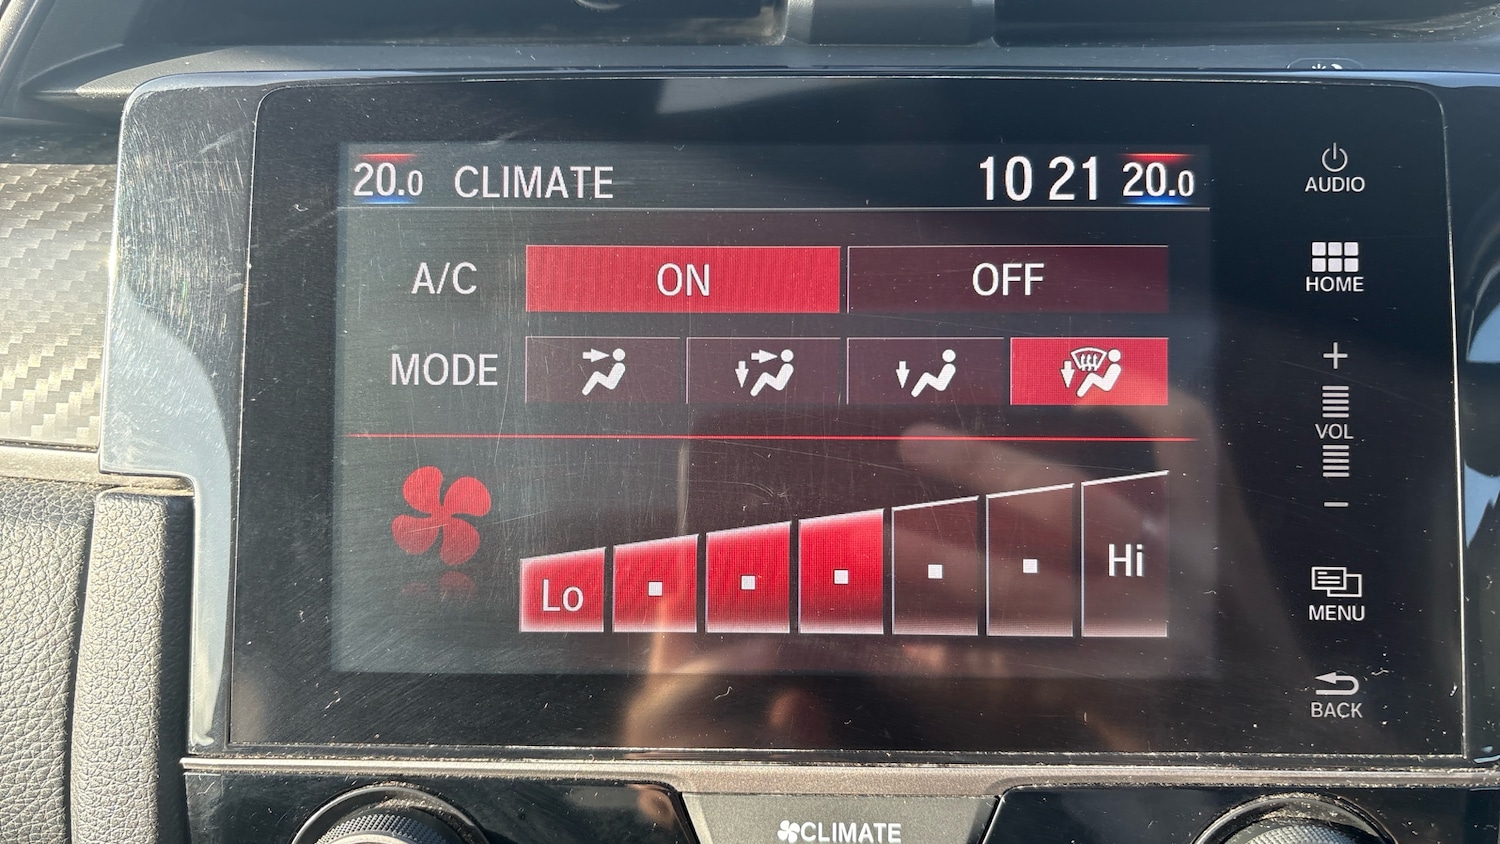 20.0 CLIMATE 10 21 20.0
AUDIO
A/C ON OFF
HOME
MODE
VOL
Lo Hi
MENU
BACK
CLIMATE